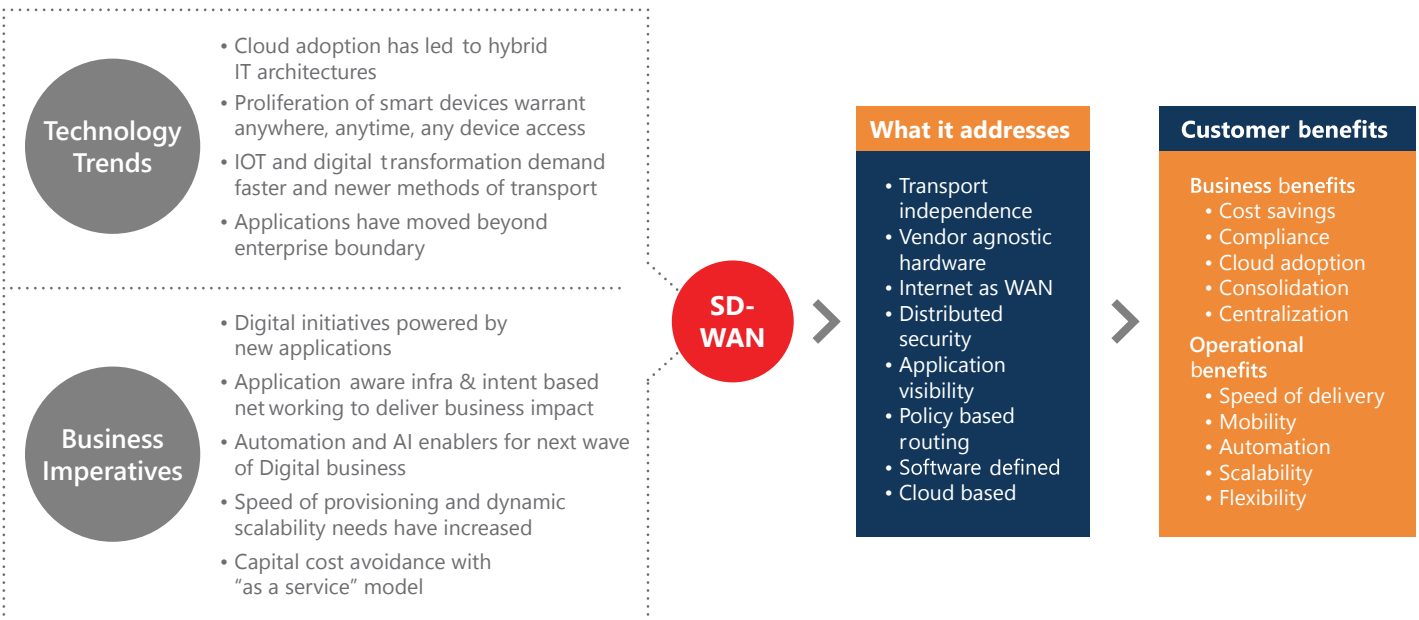 Technology
Trends
• Cloud adoption has led to hybrid
IT architectures
• Proliferation of smart devices warrant
anywhere, anytime, any device access
• IOT and digital transformation demand
faster and newer methods of transport
• Applications have moved beyond
enterprise boundary
Business
Imperatives
• Digital initiatives powered by
new applications
• Application aware infra & intent based
networking to deliver business impact
• Automation and AI enablers for next wave
of Digital business
• Speed of provisioning and dynamic
scalability needs have increased
• Capital cost avoidance with
“as a service” model
SD-
WAN
What it addresses
• Transport
independence
• Vendor agnostic
hardware
• Internet as WAN
• Distributed
security
• Application
visibility
• Policy based
routing
• Software defined
• Cloud based
Customer benefits
Business benefits
• Cost savings
• Compliance
• Cloud adoption
• Consolidation
• Centralization
Operational
benefits
• Speed of delivery
• Mobility
• Automation
• Scalability
• Flexibility